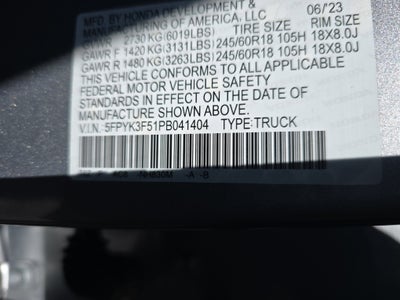 MFD. BY HONDA DEVELOPMENT & 06/23
MANUFACTURING OF AMERICA, LLC TIRE SIZE RIM SIZE
GVWR 2730 KG (6019LBS)
GAWR F 1420 KG(3131LBS) 245/60R18 105H 18X8.0J
GAWR R 1480 KG(3263LBS) 245/60R18 105H 18X8.0J
THIS VEHICLE CONFORMS TO ALL APPLICABLE
FEDERAL MOTOR VEHICLE SAFETY
STANDARDS IN EFFECT ON THE DATE OF
MANUFACTURE SHOWN ABOVE.
V.I.N.: 5FPYK3F51PB041404 TYPE:TRUCK
NH830M -A -B